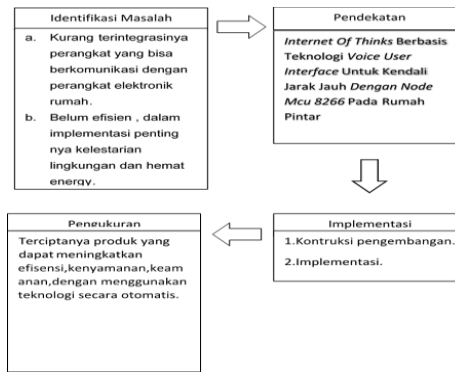 Identifikasi Masalah
a. Kurang terintegrasinya
perangkat yang bisa
berkomunikasi dengan
perangkat elektronik
rumah.
b. Belum efisien , dalam
implementasi penting
nya kelestarian
lingkungan dan hemat
energy.
Pendekatan
Internet Of Thinks Berbasis
Teknologi Voice User
Interface Untuk Kendali
Jarak Jauh Dengan Node
Mcu 8266 Pada Rumah
Pintar
Implementasi
1.Kontruksi pengembangan.
2.Implementasi.
Pengukuran
Terciptanya produk yang
dapat meningkatkan
efisensi,kenyamanan,keam
anan,dengan menggunakan
teknologi secara otomatis.